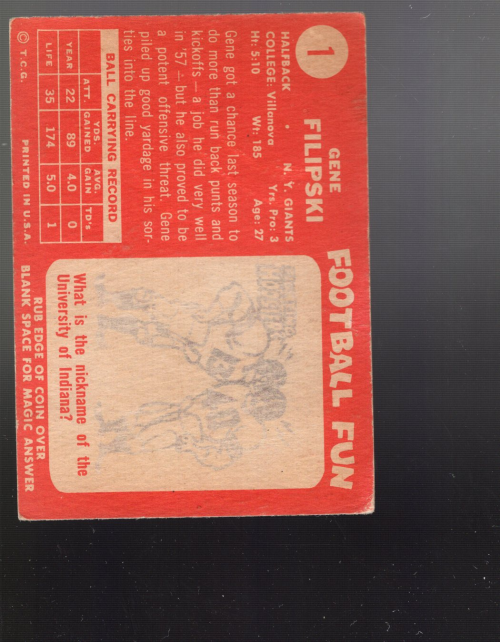 1
GENE
FILIPSKI
HALFBACK • N. Y. GIANTS
COLLEGE: Villanova Yrs. Pro: 3
Ht: 5:10 Wt: 185 Age: 27
Gene got a chance last season to
do more than run back punts and
kickoffs — a job he did very well
in '57 — but he also proved to be
a potent offensive threat. Gene
piled up good yardage in his sor-
ties into the line.
BALL CARRYING RECORD
YEAR ATT. YDS. GAINED AVG. GAIN TD's
YEAR 22 89 4.0 0
LIFE 35 174 5.0 1
© T.C.G. PRINTED IN U.S.A.
FOOTBALL FUN
What is the nickname of the
University of Indiana?
RUB EDGE OF COIN OVER
BLANK SPACE FOR MAGIC ANSWER